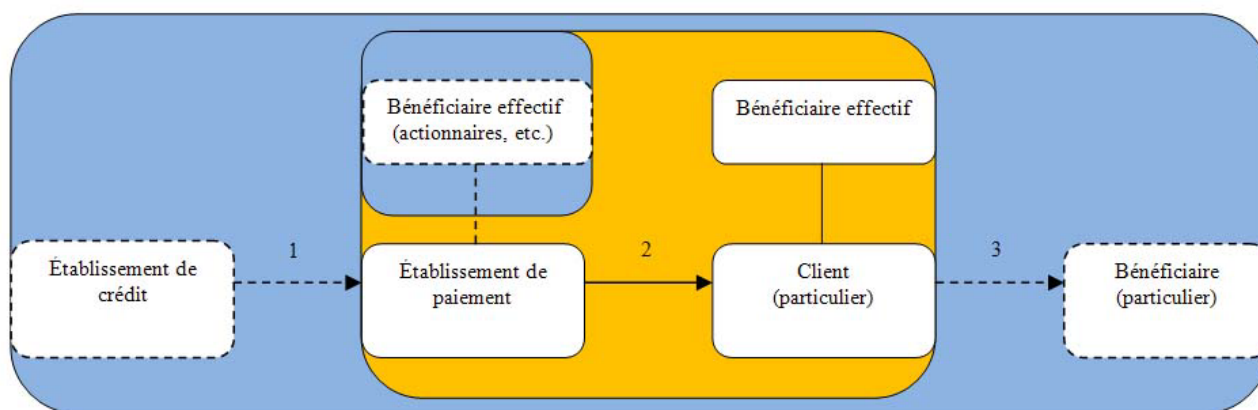 Bénéficiaire effectif
(actionnaires, etc.)
Bénéficiaire effectif
Établissement de
crédit
1
Établissement de
paiement
2
Client
(particulier)
3
Bénéficiaire
(particulier)